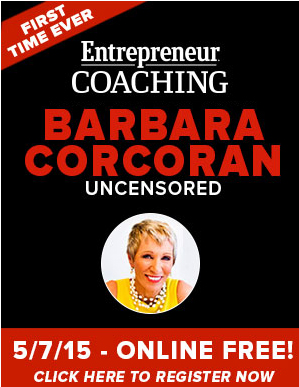 FIRST
TIME EVER
Entrepreneur
COACHING
BARBARA
CORCORAN
UNCENSORED
5/7/15 - ONLINE FREE!
CLICK HERE TO REGISTER NOW